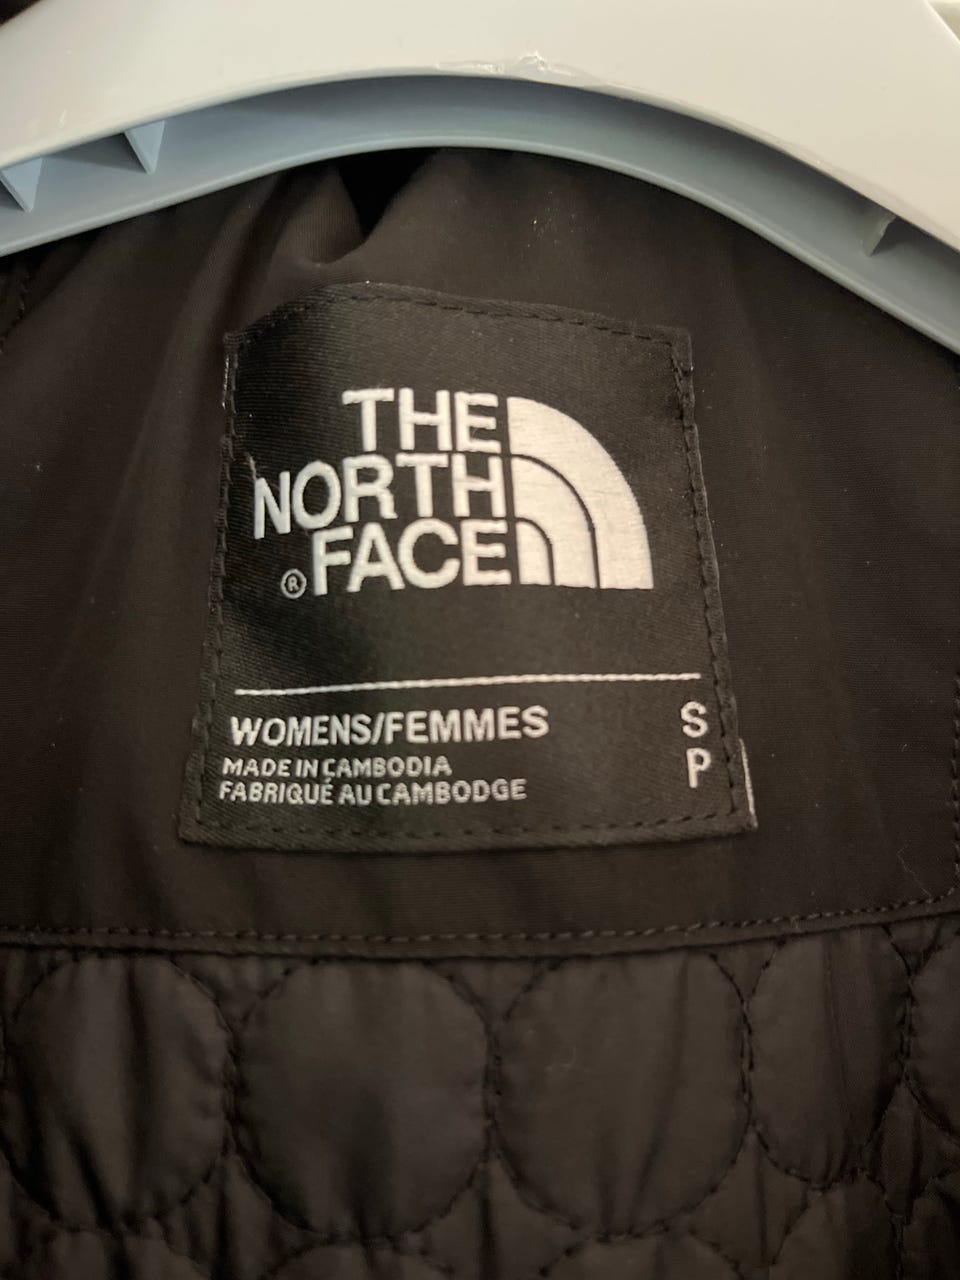 THE
NORTH
FACE
®
WOMENS/FEMMES S
MADE IN CAMBODIA P
FABRIQUÉ AU CAMBODGE